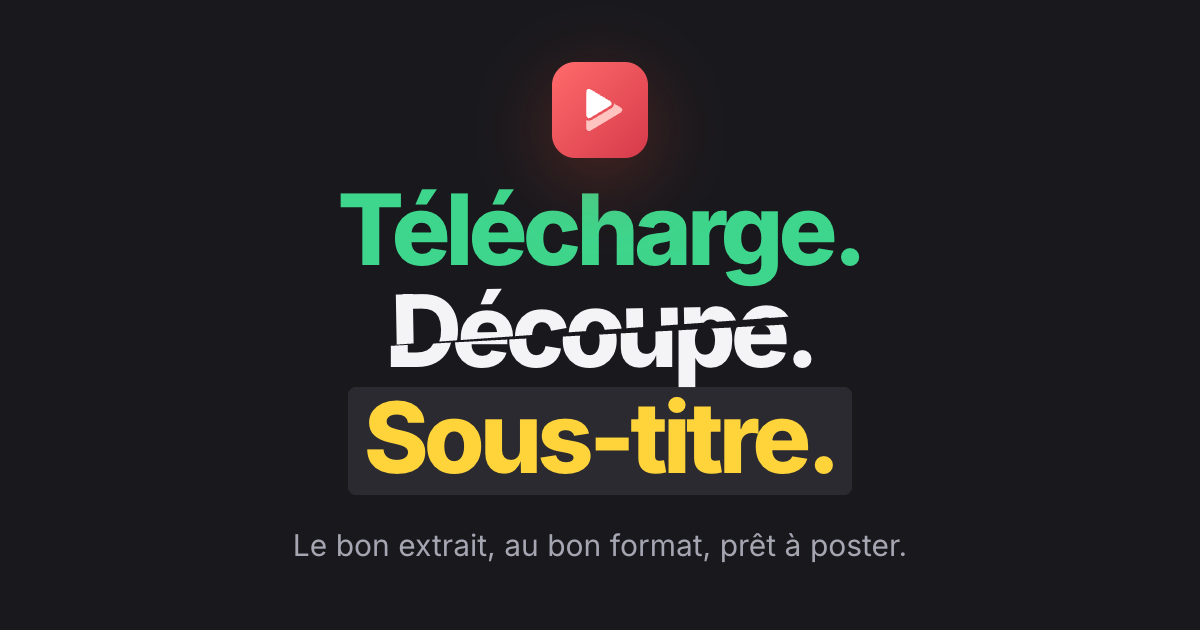 Télécharge.
Découpe.
Sous-titre.
Le bon extrait, au bon format, prêt à poster.